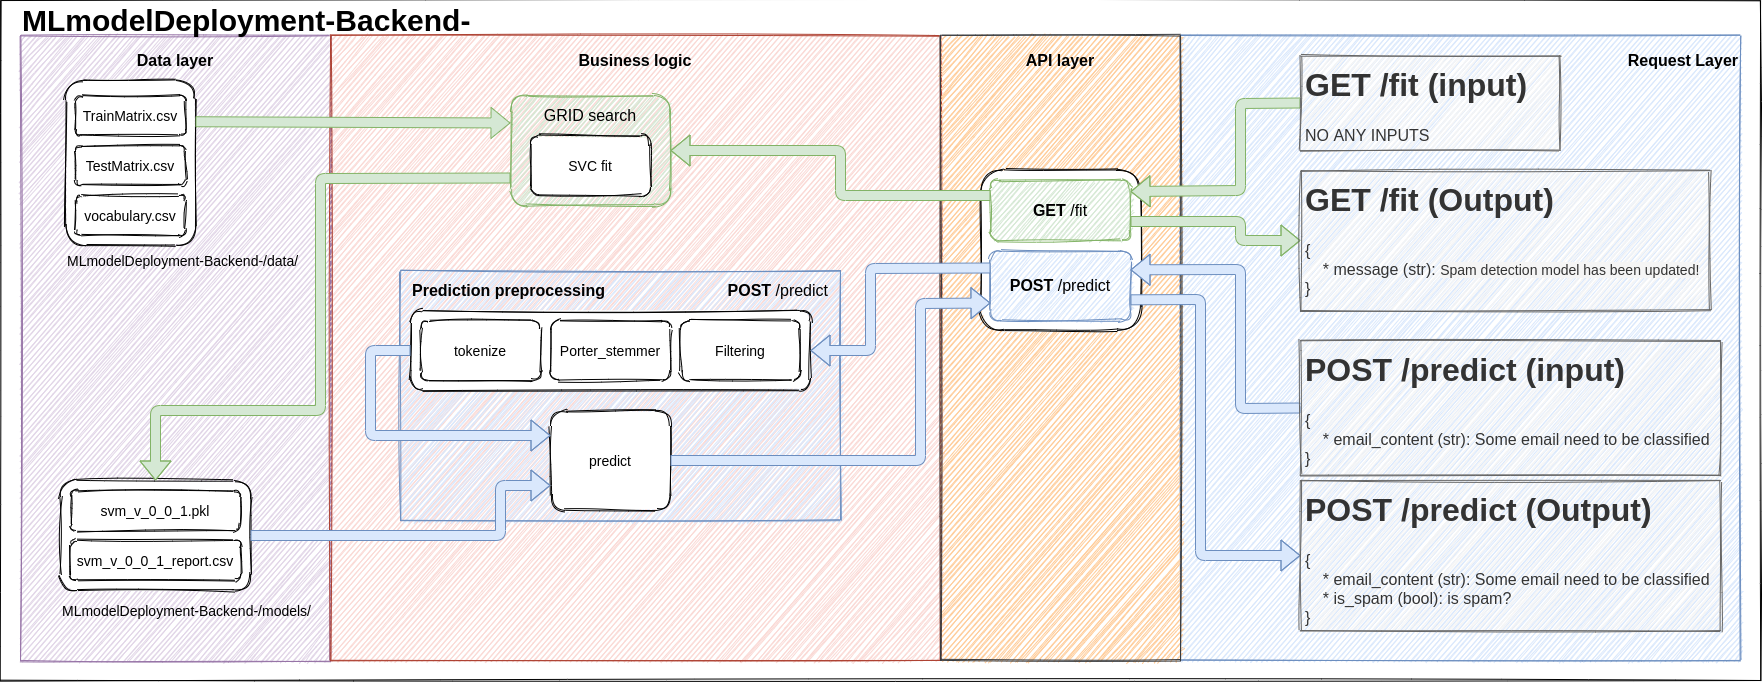 MLmodelDeployment-Backend-
Data layer
TrainMatrix.csv
TestMatrix.csv
vocabulary.csv
MLmodelDeployment-Backend-/data/
svm_v_0_0_1.pkl
svm_v_0_0_1_report.csv
MLmodelDeployment-Backend-/models/
Business logic
GRID search
SVC fit
Prediction preprocessing
POST /predict
tokenize
Porter_stemmer
Filtering
predict
API layer
GET /fit
POST /predict
Request Layer
GET /fit (input)
NO ANY INPUTS
GET /fit (Output)
{
* message (str): Spam detection model has been updated!
}
POST /predict (input)
{
* email_content (str): Some email need to be classified
}
POST /predict (Output)
{
* email_content (str): Some email need to be classified
* is_spam (bool): is spam?
}